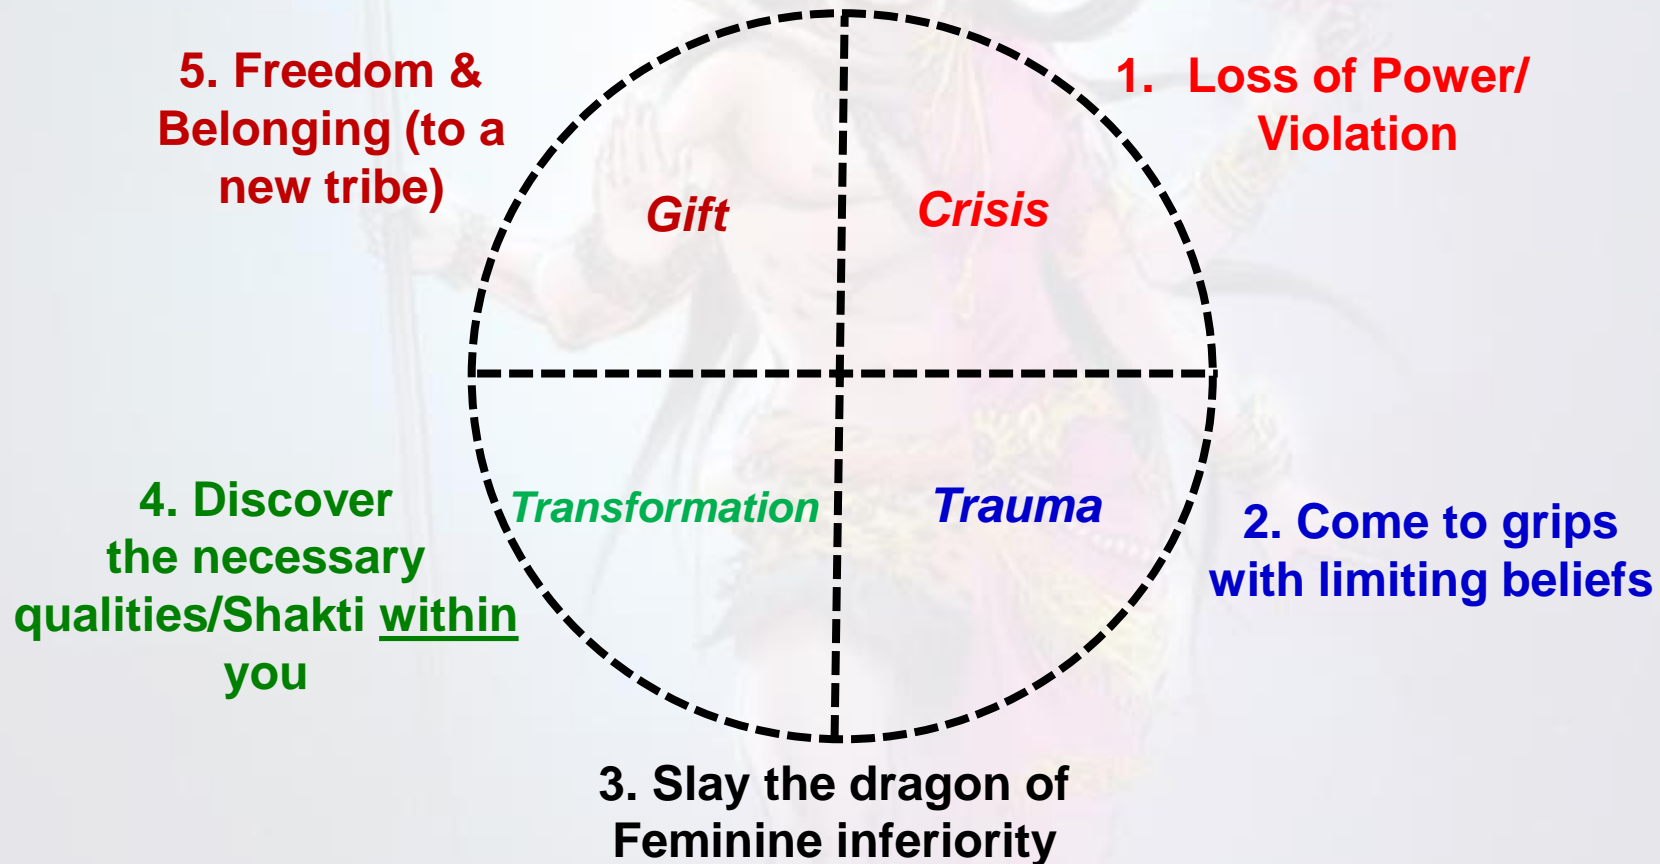 1. Loss of Power/
Violation
Crisis
2. Come to grips
with limiting beliefs
Trauma
3. Slay the dragon of
Feminine inferiority
4. Discover
the necessary
qualities/Shakti within
you
Transformation
5. Freedom &
Belonging (to a
new tribe)
Gift